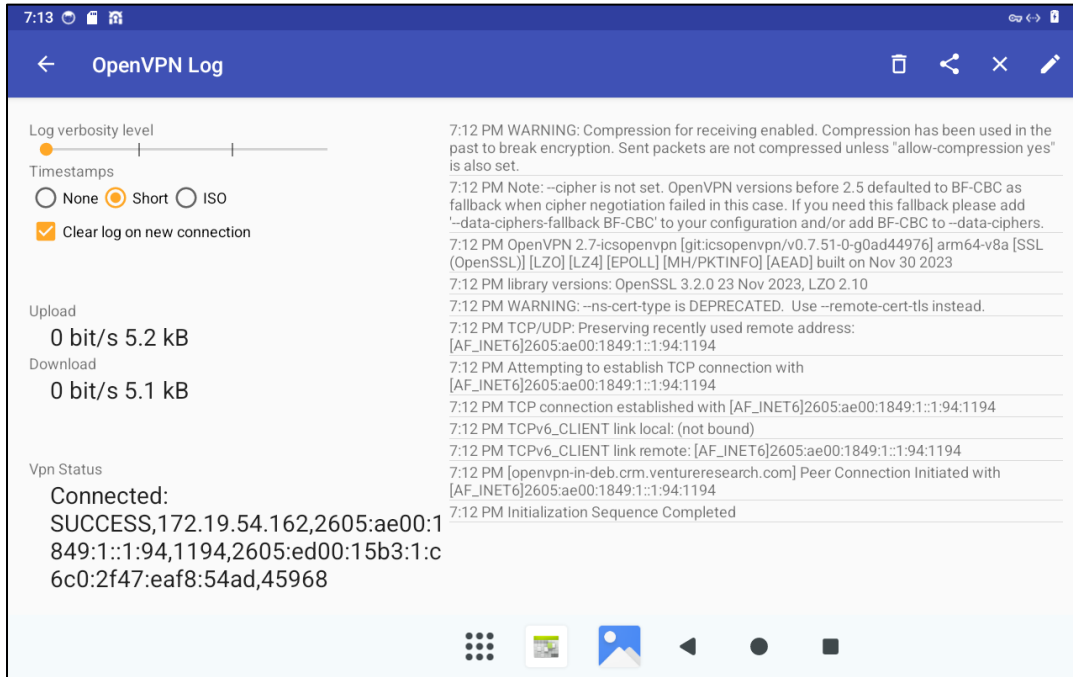 7:13
OpenVPN Log
Log verbosity level
Timestamps
None Short ISO
Clear log on new connection
Upload
0 bit/s 5.2 kB
Download
0 bit/s 5.1 kB
Vpn Status
Connected:
SUCCESS,172.19.54.162,2605:ae00:1
849:1::1:94,1194,2605:ed00:15b3:1:c
6c0:2f47:eaf8:54ad,45968
7:12 PM WARNING: Compression for receiving enabled. Compression has been used in the
past to break encryption. Sent packets are not compressed unless "allow-compression yes"
is also set.
7:12 PM Note: --cipher is not set. OpenVPN versions before 2.5 defaulted to BF-CBC as
fallback when cipher negotiation failed in this case. If you need this fallback please add
'--data-ciphers-fallback BF-CBC' to your configuration and/or add BF-CBC to --data-ciphers.
7:12 PM OpenVPN 2.7-icsopenvpn [git:icsopenvpn/v0.7.51-0-g0ad44976] arm64-v8a [SSL
(OpenSSL)] [LZO] [LZ4] [EPOLL] [MH/PKTINFO] [AEAD] built on Nov 30 2023
7:12 PM library versions: OpenSSL 3.2.0 23 Nov 2023, LZO 2.10
7:12 PM WARNING: --ns-cert-type is DEPRECATED.  Use --remote-cert-tls instead.
7:12 PM TCP/UDP: Preserving recently used remote address:
[AF_INET6]2605:ae00:1849:1::1:94:1194
7:12 PM Attempting to establish TCP connection with
[AF_INET6]2605:ae00:1849:1::1:94:1194
7:12 PM TCP connection established with [AF_INET6]2605:ae00:1849:1::1:94:1194
7:12 PM TCPv6_CLIENT link local: (not bound)
7:12 PM TCPv6_CLIENT link remote: [AF_INET6]2605:ae00:1849:1::1:94:1194
7:12 PM [openvpn-in-deb.crm.ventureresearch.com] Peer Connection Initiated with
[AF_INET6]2605:ae00:1849:1::1:94:1194
7:12 PM Initialization Sequence Completed